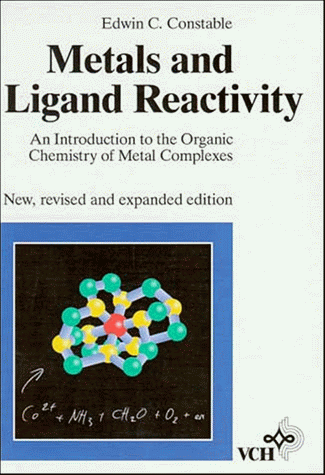 Edwin C. Constable
Metals and
Ligand Reactivity
An Introduction to the Organic
Chemistry of Metal Complexes
New, revised and expanded edition
Co²⁺ + NH₃ + CH₂O + O₂ + en
VCH